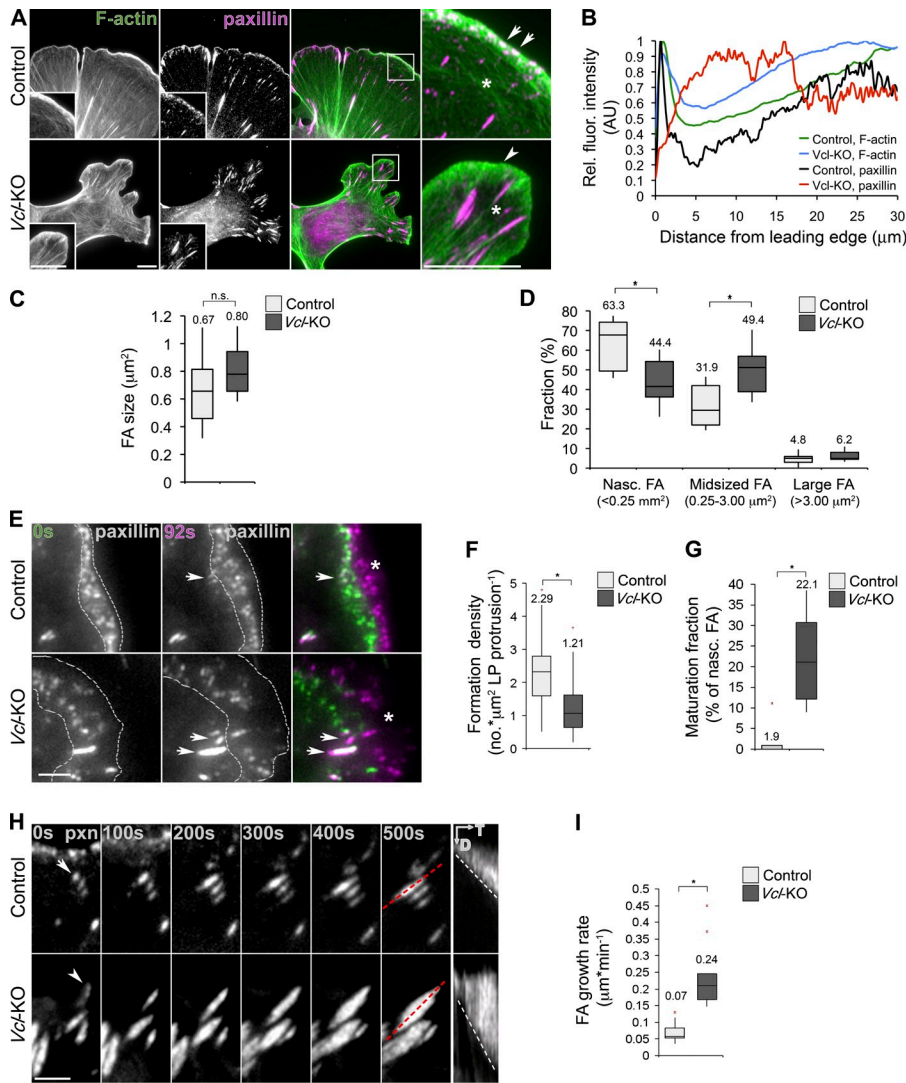 A
F-actin
paxillin
Control
Vcl-KO
B
Rel. fluor. intensity
(AU)
1
0.9
0.8
0.7
0.6
0.5
0.4
0.3
0.2
0.1
0
Control, F-actin
Vcl-KO, F-actin
Control, paxillin
Vcl-KO, paxillin
0 5 10 15 20 25 30
Distance from leading edge (μm)
C
n.s.
Control
Vcl-KO
0.67 0.80
FA size (μm²)
1.2
1
0.8
0.6
0.4
0.2
0
D
Control
Vcl-KO
* *
63.3 44.4 31.9 49.4 4.8 6.2
Fraction (%)
80
70
60
50
40
30
20
10
0
Nasc. FA Midsized FA Large FA
(<0.25 mm²) (0.25-3.00 μm²) (>3.00 μm²)
E
0s paxillin 92s paxillin
Control
*
Vcl-KO
*
F
Control
Vcl-KO
*
2.29 1.21
Formation density
(no.*μm² LP protrusion⁻¹)
5
4
3
2
1
0
G
Control
Vcl-KO
*
22.1
1.9
Maturation fraction
(% of nasc. FA)
40
35
30
25
20
15
10
5
0
H
0s pxn 100s 200s 300s 400s 500s T
D
Control
Vcl-KO
I
Control
Vcl-KO
*
0.07 0.24
FA growth rate
(μm*min⁻¹)
0.5
0.45
0.4
0.35
0.3
0.25
0.2
0.15
0.1
0.05
0